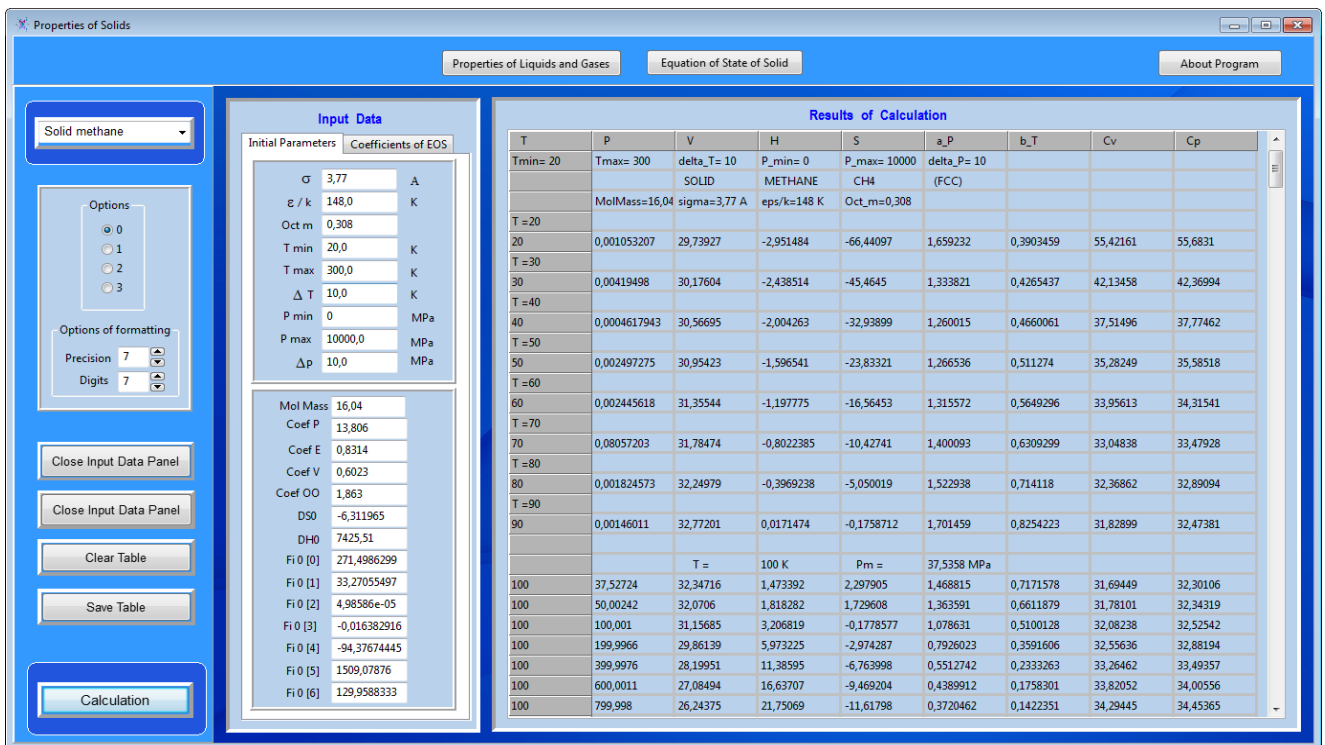 Properties of Solids
Properties of Liquids and Gases Equation of State of Solid About Program
Solid methane
Options
0
1
2
3
Options of formatting
Precision 7
Digits 7
Close Input Data Panel
Close Input Data Panel
Clear Table
Save Table
Calculation
Input Data
Initial Parameters Coefficients of EOS
σ 3,77 A
ε / k 148,0 K
Oct m 0,308
T min 20,0 K
T max 300,0 K
Δ T 10,0 K
P min 0 MPa
P max 10000,0 MPa
Δp 10,0 MPa
Mol Mass 16,04
Coef P 13,806
Coef E 0,8314
Coef V 0,6023
Coef OO 1,863
DS0 -6,311965
DH0 7425,51
Fi 0 [0] 271,4986299
Fi 0 [1] 33,27055497
Fi 0 [2] 4,98586e-05
Fi 0 [3] -0,016382916
Fi 0 [4] -94,37674445
Fi 0 [5] 1509,07876
Fi 0 [6] 129,9588333
Results of Calculation
T P V H S a_P b_T Cv Cp
Tmin= 20 Tmax= 300 delta_T= 10 P_min= 0 P_max= 10000 delta_P= 10
SOLID METHANE CH4 (FCC)
MolMass=16,04 sigma=3,77 A eps/k=148 K Oct_m=0,308
T =20
20 0,001053207 29,73927 -2,951484 -66,44097 1,659232 0,3903459 55,42161 55,6831
T =30
30 0,00419498 30,17604 -2,438514 -45,4645 1,333821 0,4265437 42,13458 42,36994
T =40
40 0,0004617943 30,56695 -2,004263 -32,93899 1,260015 0,4660061 37,51496 37,77462
T =50
50 0,002497275 30,95423 -1,596541 -23,83321 1,266536 0,511274 35,28249 35,58518
T =60
60 0,002445618 31,35544 -1,197775 -16,56453 1,315572 0,5649296 33,95613 34,31541
T =70
70 0,08057203 31,78474 -0,8022385 -10,42741 1,400093 0,6309299 33,04838 33,47928
T =80
80 0,001824573 32,24979 -0,3969238 -5,050019 1,522938 0,714118 32,36862 32,89094
T =90
90 0,00146011 32,77201 0,0171474 -0,1758712 1,701459 0,8254223 31,82899 32,47381
T = 100 K Pm = 37,5358 MPa
100 37,52724 32,34716 1,473392 2,297905 1,468815 0,7171578 31,69449 32,30106
100 50,00242 32,0706 1,818282 1,729608 1,363591 0,6611879 31,78101 32,34319
100 100,001 31,15685 3,206819 -0,1778577 1,078631 0,5100128 32,08238 32,52542
100 199,9966 29,86139 5,973225 -2,974287 0,7926023 0,3591606 32,55636 32,88194
100 399,9976 28,19951 11,38595 -6,763998 0,5512742 0,2333263 33,26462 33,49357
100 600,0011 27,08494 16,63707 -9,469204 0,4389912 0,1758301 33,82052 34,00556
100 799,998 26,24375 21,75069 -11,61798 0,3720462 0,1422351 34,29445 34,45365